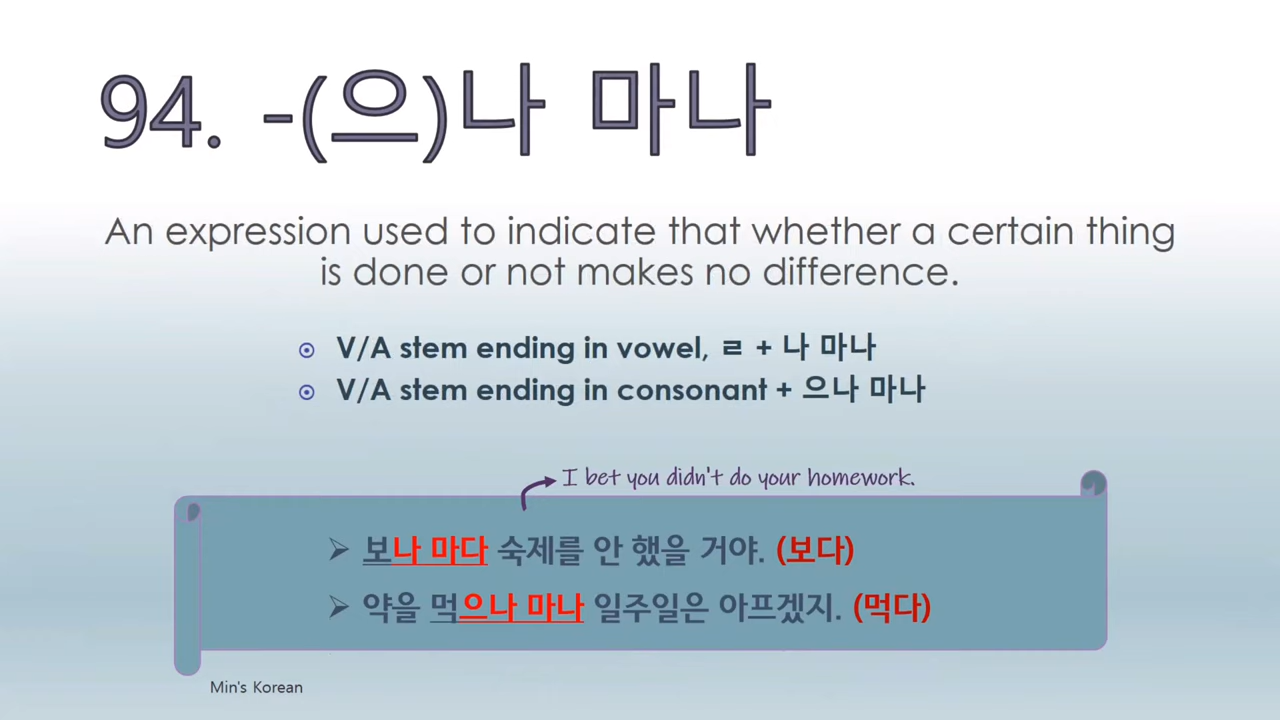 94. -(으)나 마나
An expression used to indicate that whether a certain thing
is done or not makes no difference.
V/A stem ending in vowel, ㄹ + 나 마나
V/A stem ending in consonant + 으나 마나
I bet you didn't do your homework.
보나 마다 숙제를 안 했을 거야. (보다)
약을 먹으나 마나 일주일은 아프겠지. (먹다)
Min's Korean